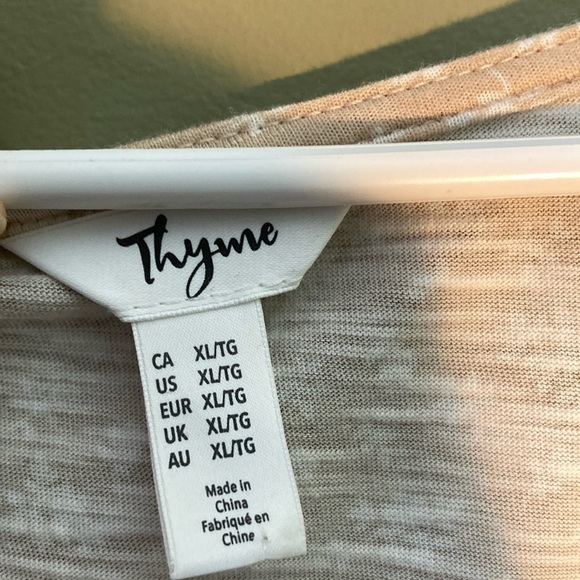 Thyme
CA XL/TG
US XL/TG
EUR XL/TG
UK XL/TG
AU XL/TG
Made in
China
Fabriqué en
Chine